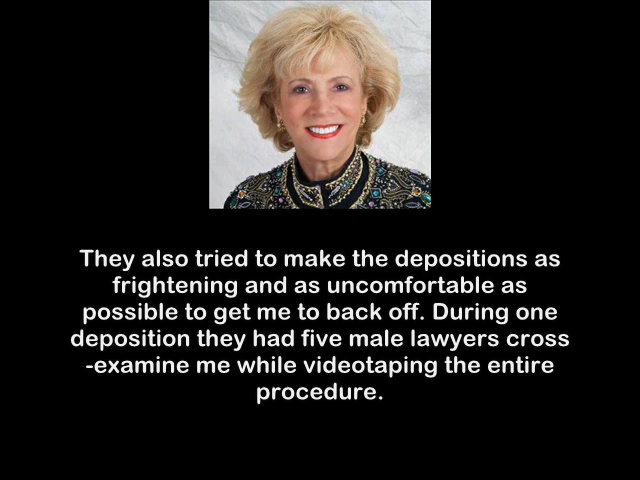 They also tried to make the depositions as
frightening and as uncomfortable as
possible to get me to back off. During one
deposition they had five male lawyers cross
-examine me while videotaping the entire
procedure.